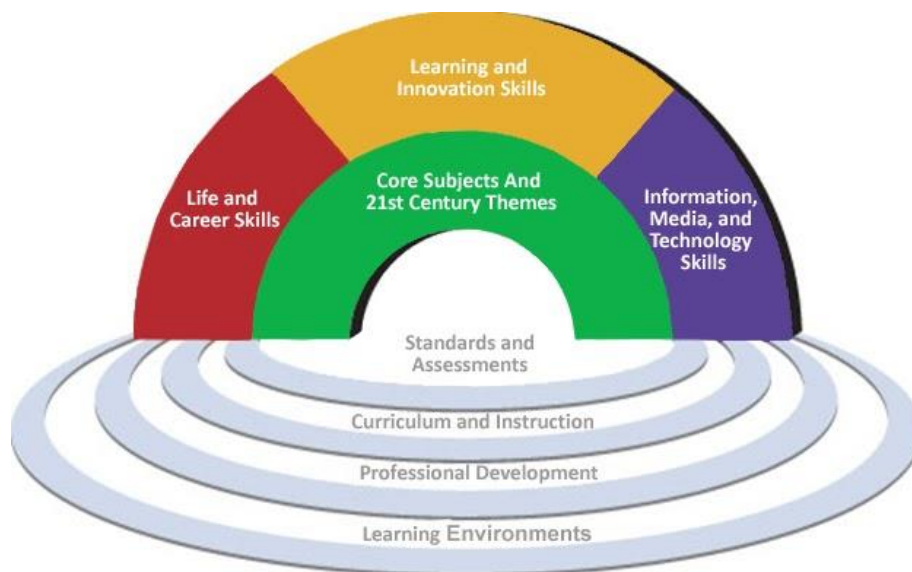 Learning and
Innovation Skills
Life and
Career Skills
Core Subjects And
21st Century Themes
Information,
Media, and
Technology
Skills
Standards and
Assessments
Curriculum and Instruction
Professional Development
Learning Environments